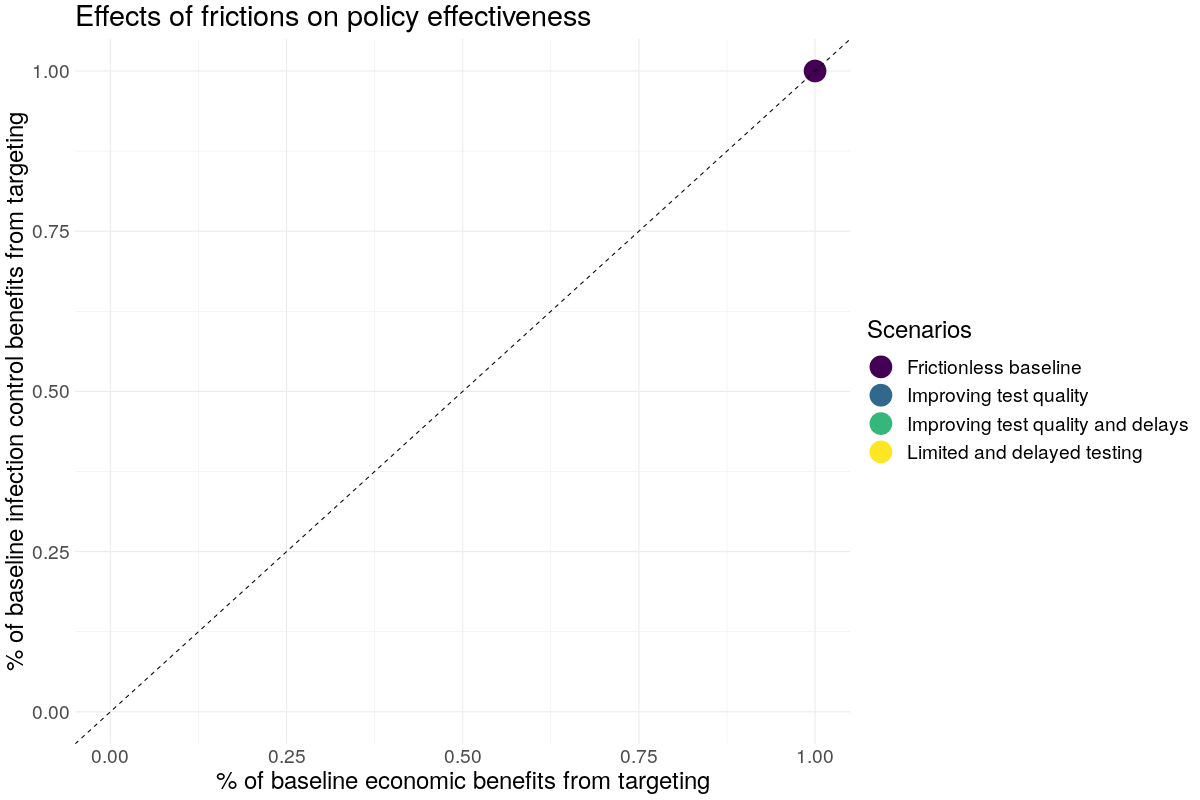 Effects of frictions on policy effectiveness
% of baseline infection control benefits from targeting
1.00
0.75
0.50
0.25
0.00
0.00
0.25
0.50
0.75
1.00
% of baseline economic benefits from targeting
Scenarios
Frictionless baseline
Improving test quality
Improving test quality and delays
Limited and delayed testing